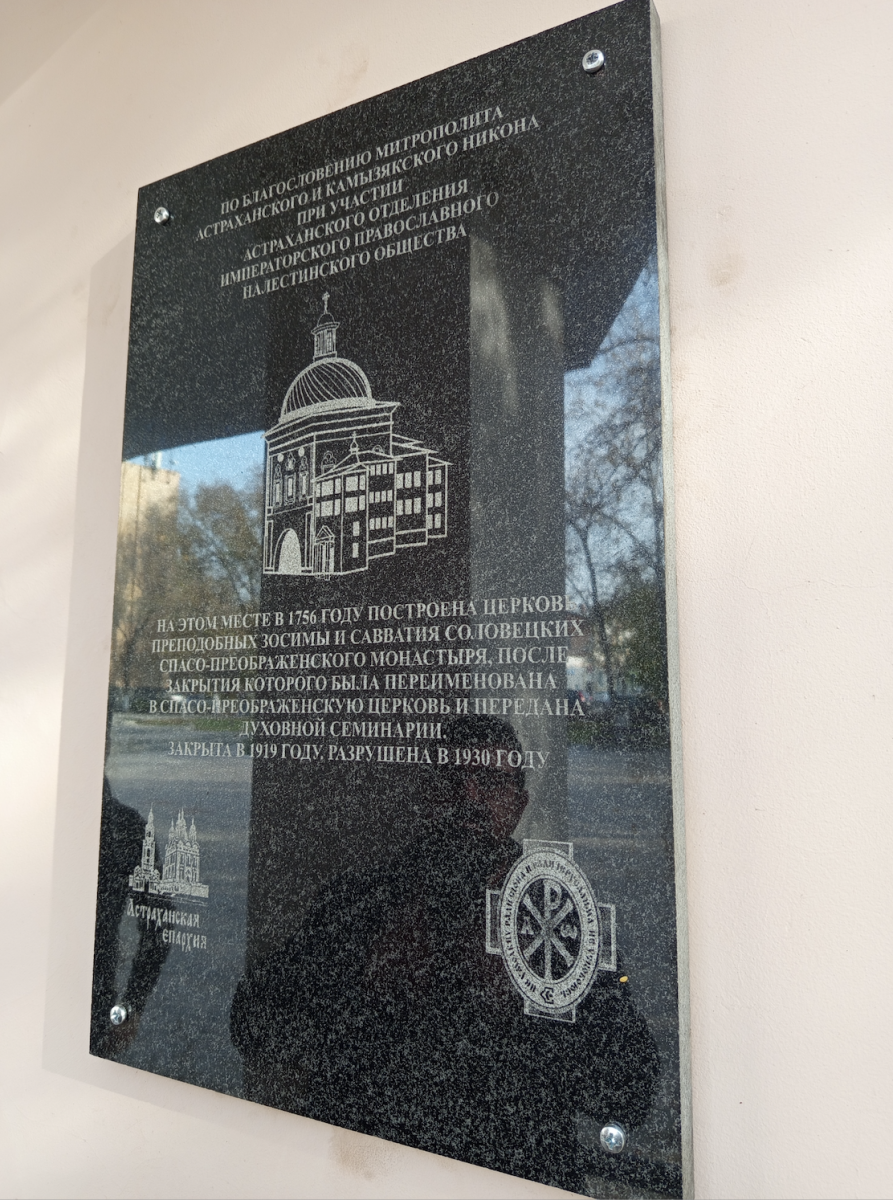 ПО БЛАГОСЛОВЕНИЮ МИТРОПОЛИТА
АСТРАХАНСКОГО И КАМЫЗЯКСКОГО НИКОНА
ПРИ УЧАСТИИ
АСТРАХАНСКОГО ОТДЕЛЕНИЯ
ИМПЕРАТОРСКОГО ПРАВОСЛАВНОГО
ПАЛЕСТИНСКОГО ОБЩЕСТВА
НА ЭТОМ МЕСТЕ В 1756 ГОДУ ПОСТРОЕНА ЦЕРКОВЬ
ПРЕПОДОБНЫХ ЗОСИМЫ И САВВАТИЯ СОЛОВЕЦКИХ
СПАСО-ПРЕОБРАЖЕНСКОГО МОНАСТЫРЯ, ПОСЛЕ
ЗАКРЫТИЯ КОТОРОГО БЫЛА ПЕРЕИМЕНОВАНА
В СПАСО-ПРЕОБРАЖЕНСКУЮ ЦЕРКОВЬ И ПЕРЕДАНА
ДУХОВНОЙ СЕМИНАРИИ.
ЗАКРЫТА В 1919 ГОДУ. РАЗРУШЕНА В 1930 ГОДУ
Астраханская
епархия